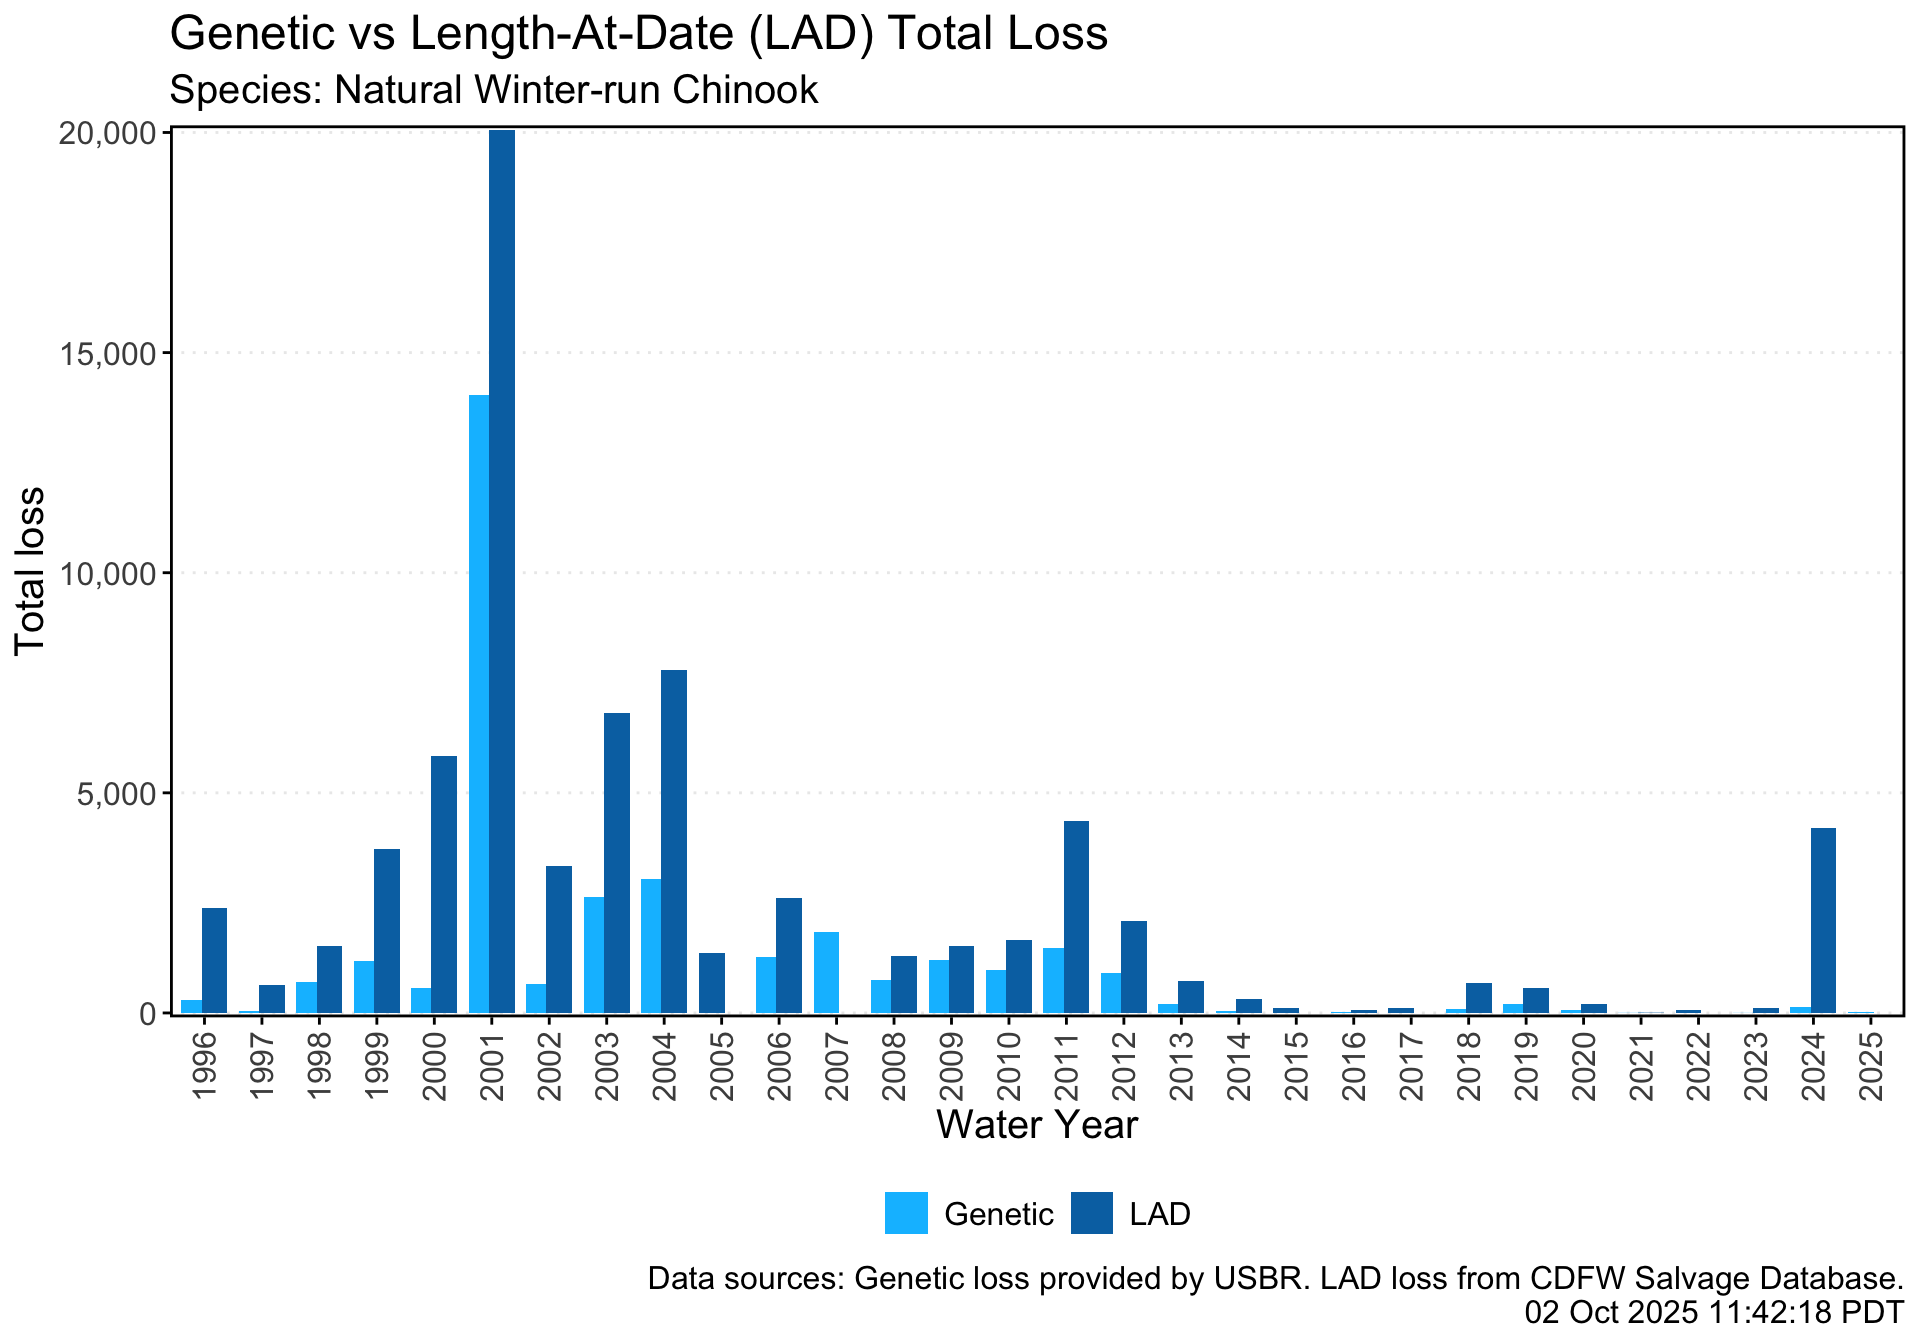 Genetic vs Length-At-Date (LAD) Total Loss
Species: Natural Winter-run Chinook
Total loss
20,000
15,000
10,000
5,000
0
1996 1997 1998 1999 2000 2001 2002 2003 2004 2005 2006 2007 2008 2009 2010 2011 2012 2013 2014 2015 2016 2017 2018 2019 2020 2021 2022 2023 2024 2025
Water Year
Genetic LAD
Data sources: Genetic loss provided by USBR. LAD loss from CDFW Salvage Database.
02 Oct 2025 11:42:18 PDT